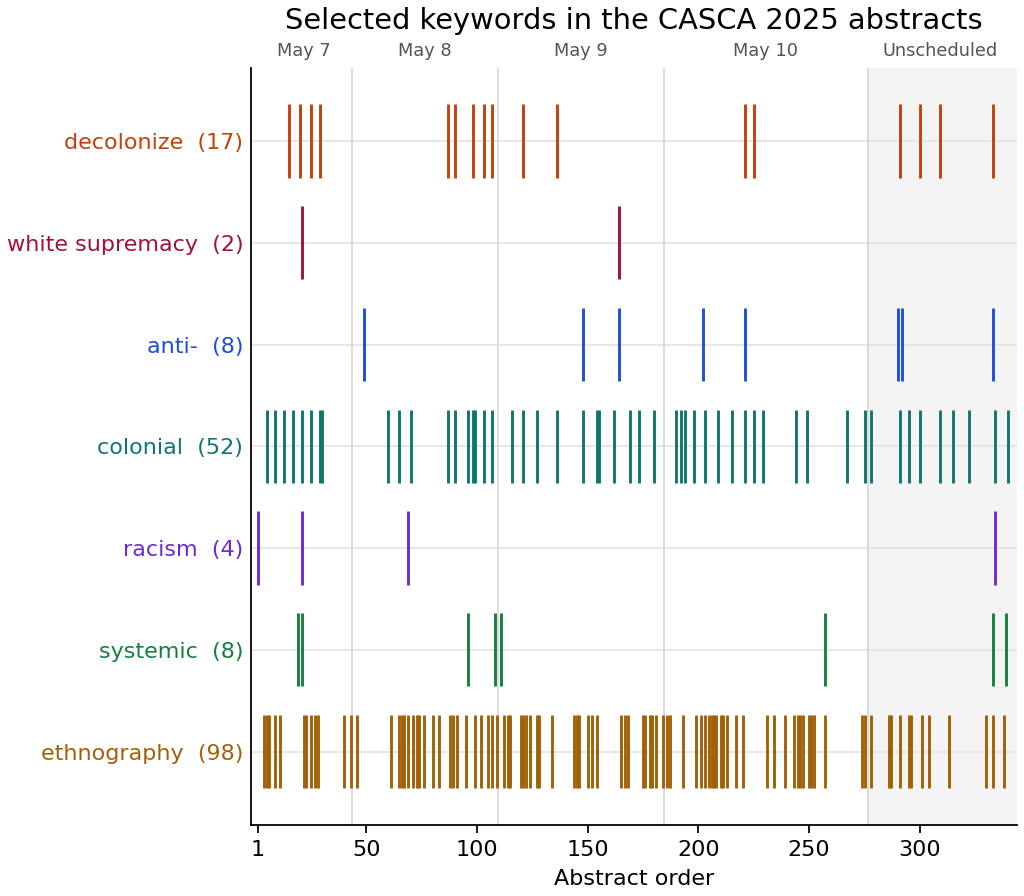 Selected keywords in the CASCA 2025 abstracts
May 7 May 8 May 9 May 10 Unscheduled
decolonize (17)
white supremacy (2)
anti- (8)
colonial (52)
racism (4)
systemic (8)
ethnography (98)
1 50 100 150 200 250 300
Abstract order